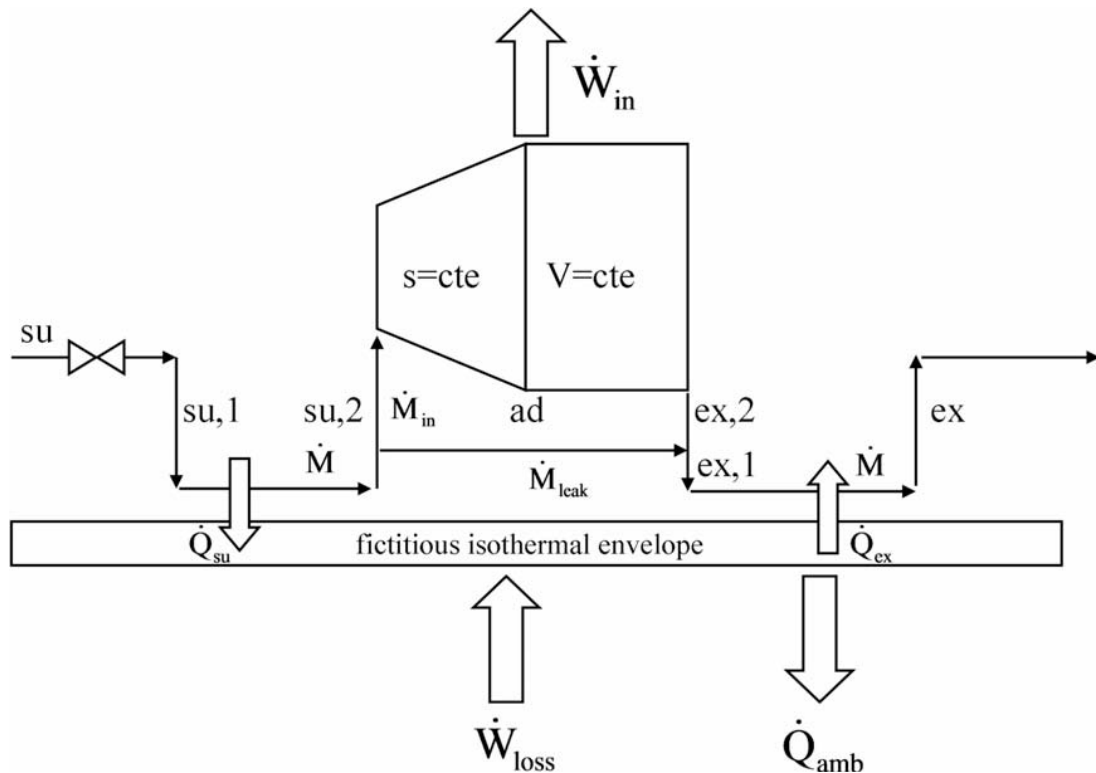 Ẇin
s=cte
V=cte
su
su,1
su,2
Ṁin
ad
ex,2
ex
Ṁ
Ṁleak
ex,1
Ṁ
Q̇su
fictitious isothermal envelope
Q̇ex
Ẇloss
Q̇amb